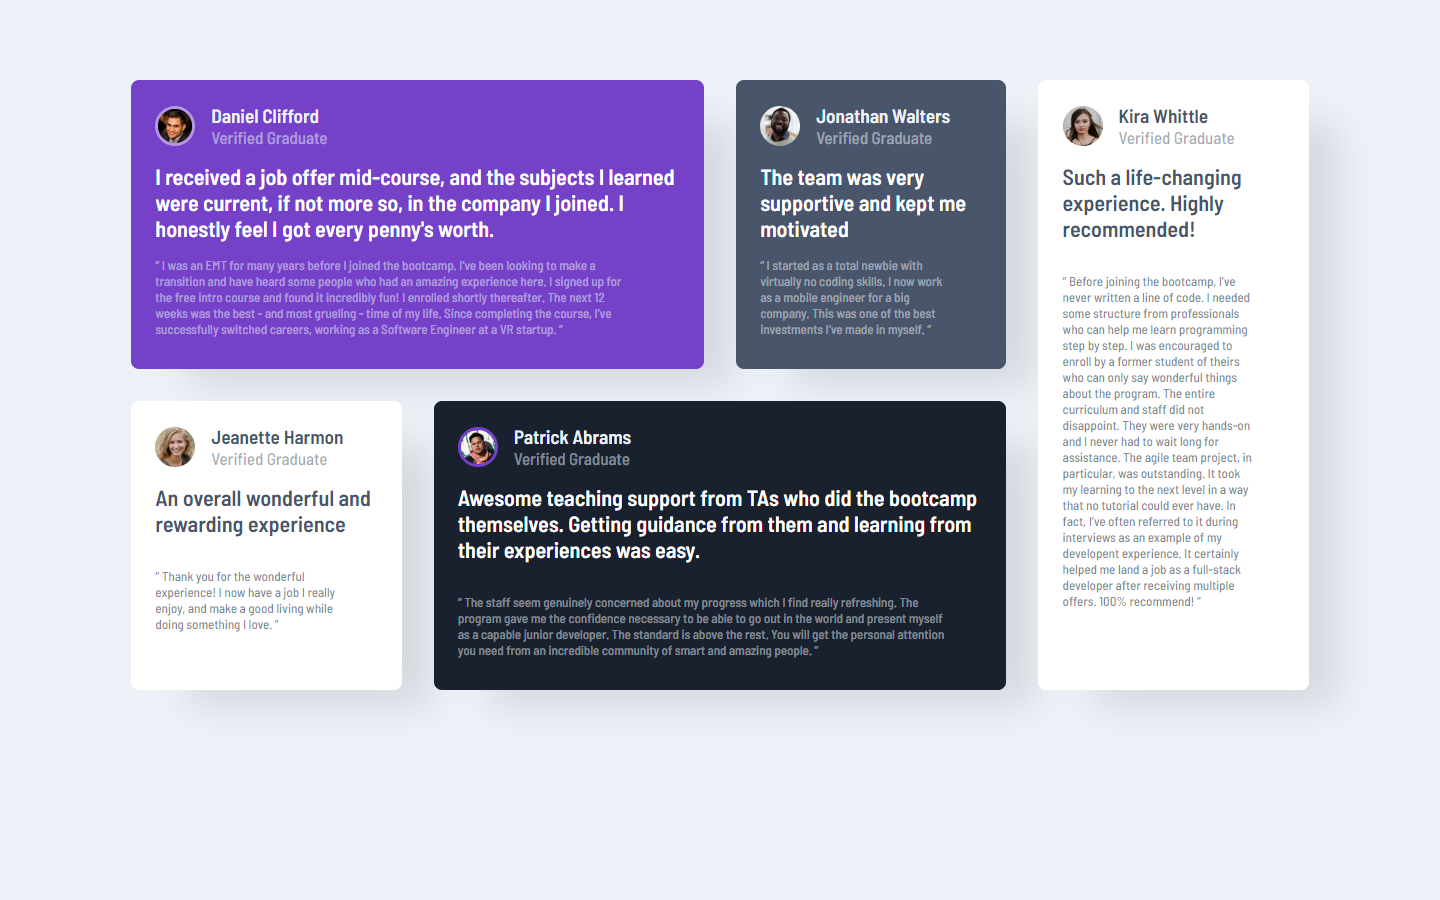 Daniel Clifford
Verified Graduate
I received a job offer mid-course, and the subjects I learned
were current, if not more so, in the company I joined. I
honestly feel I got every penny's worth.
“ I was an EMT for many years before I joined the bootcamp. I've been looking to make a
transition and have heard some people who had an amazing experience here. I signed up for
the free intro course and found it incredibly fun! I enrolled shortly thereafter. The next 12
weeks was the best - and most grueling - time of my life. Since completing the course, I've
successfully switched careers, working as a Software Engineer at a VR startup. ”
Jonathan Walters
Verified Graduate
The team was very
supportive and kept me
motivated
“ I started as a total newbie with
virtually no coding skills. I now work
as a mobile engineer for a big
company. This was one of the best
investments I've made in myself. ”
Kira Whittle
Verified Graduate
Such a life-changing
experience. Highly
recommended!
“ Before joining the bootcamp, I've
never written a line of code. I needed
some structure from professionals
who can help me learn programming
step by step. I was encouraged to
enroll by a former student of theirs
who can only say wonderful things
about the program. The entire
curriculum and staff did not
disappoint. They were very hands-on
and I never had to wait long for
assistance. The agile team project, in
particular, was outstanding. It took
my learning to the next level in a way
that no tutorial could ever have. In
fact, I've often referred to it during
interviews as an example of my
developent experience. It certainly
helped me land a job as a full-stack
developer after receiving multiple
offers. 100% recommend! ”
Jeanette Harmon
Verified Graduate
An overall wonderful and
rewarding experience
“ Thank you for the wonderful
experience! I now have a job I really
enjoy, and make a good living while
doing something I love. ”
Patrick Abrams
Verified Graduate
Awesome teaching support from TAs who did the bootcamp
themselves. Getting guidance from them and learning from
their experiences was easy.
“ The staff seem genuinely concerned about my progress which I find really refreshing. The
program gave me the confidence necessary to be able to go out in the world and present myself
as a capable junior developer. The standard is above the rest. You will get the personal attention
you need from an incredible community of smart and amazing people. ”